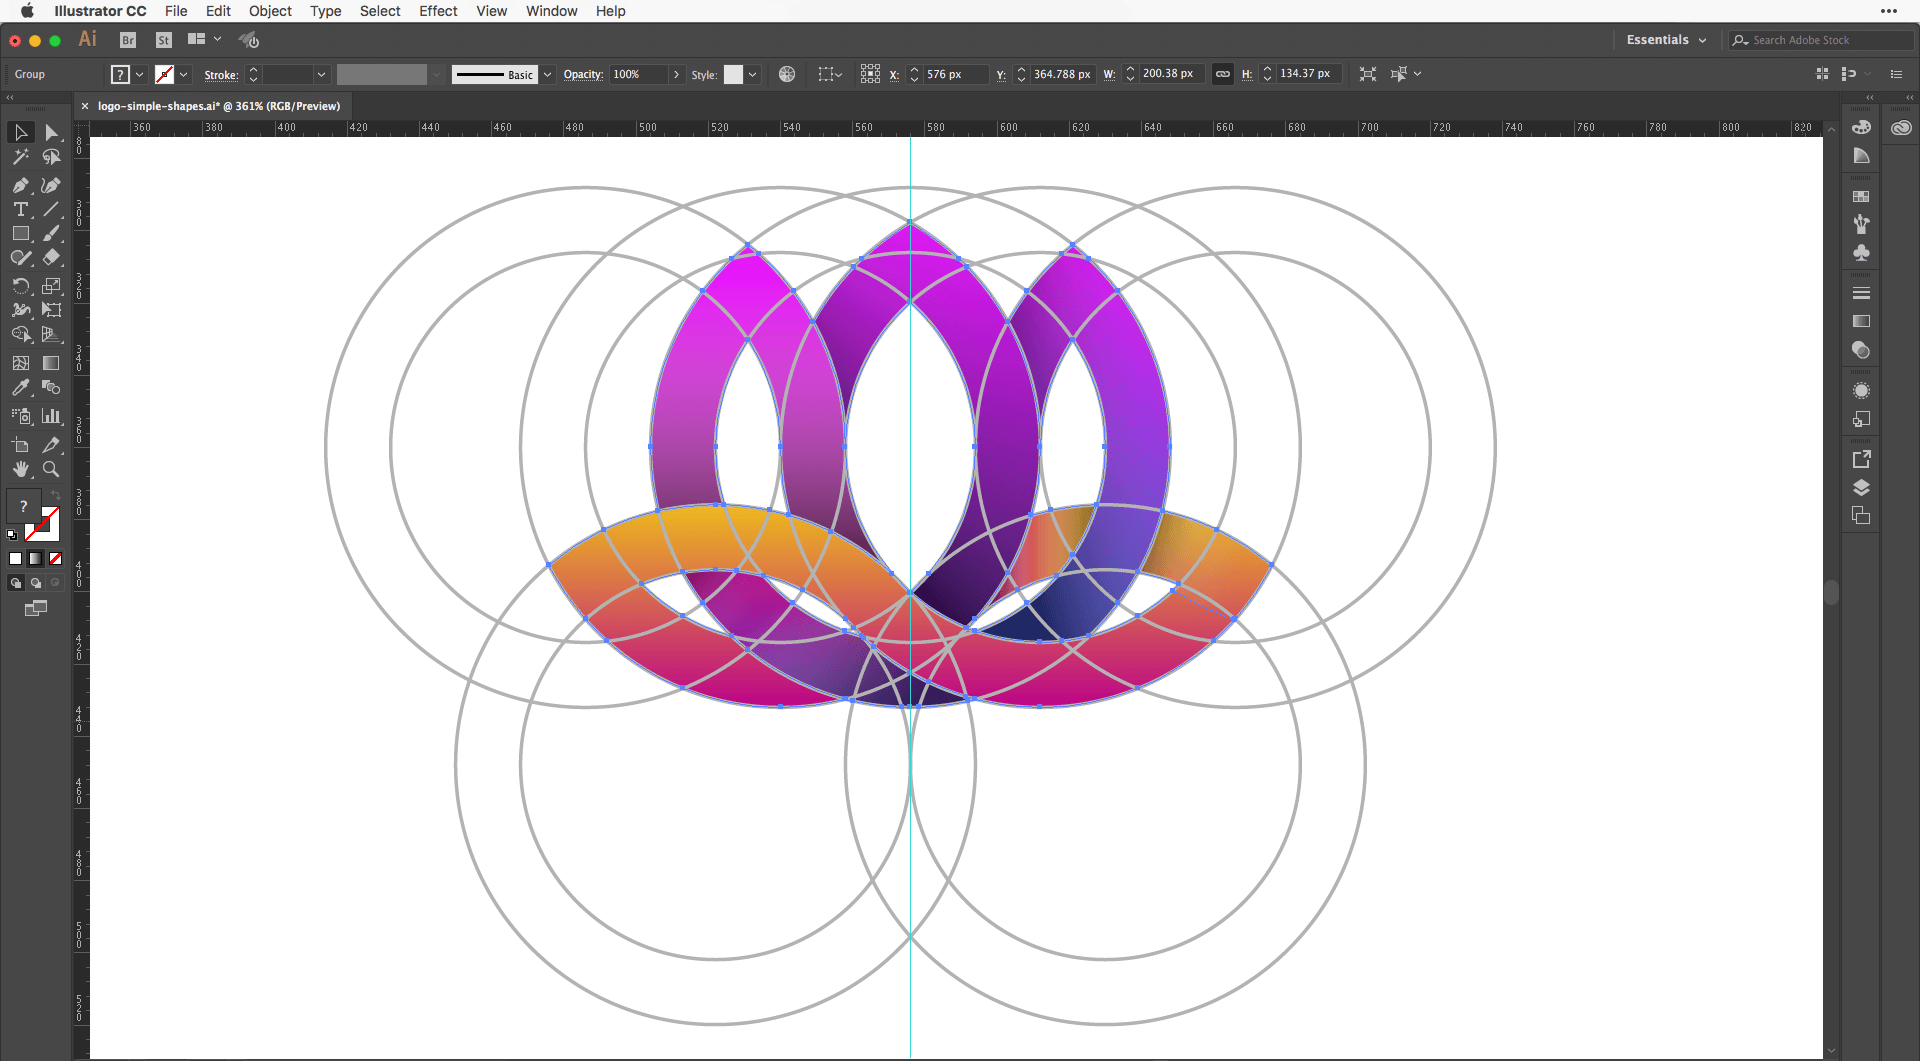 Illustrator CC File Edit Object Type Select Effect View Window Help
Ai Br St Essentials Search Adobe Stock
Group ? Stroke: Basic Opacity: 100% Style: X: 576 px Y: 364.788 px W: 200.38 px H: 134.37 px
× logo-simple-shapes.ai* @ 361% (RGB/Preview)
360 380 400 420 440 460 480 500 520 540 560 580 600 620 640 660 680 700 720 740 760 780 800 820
80
300
320
340
360
380
400
420
440
460
480
500
520
T
?